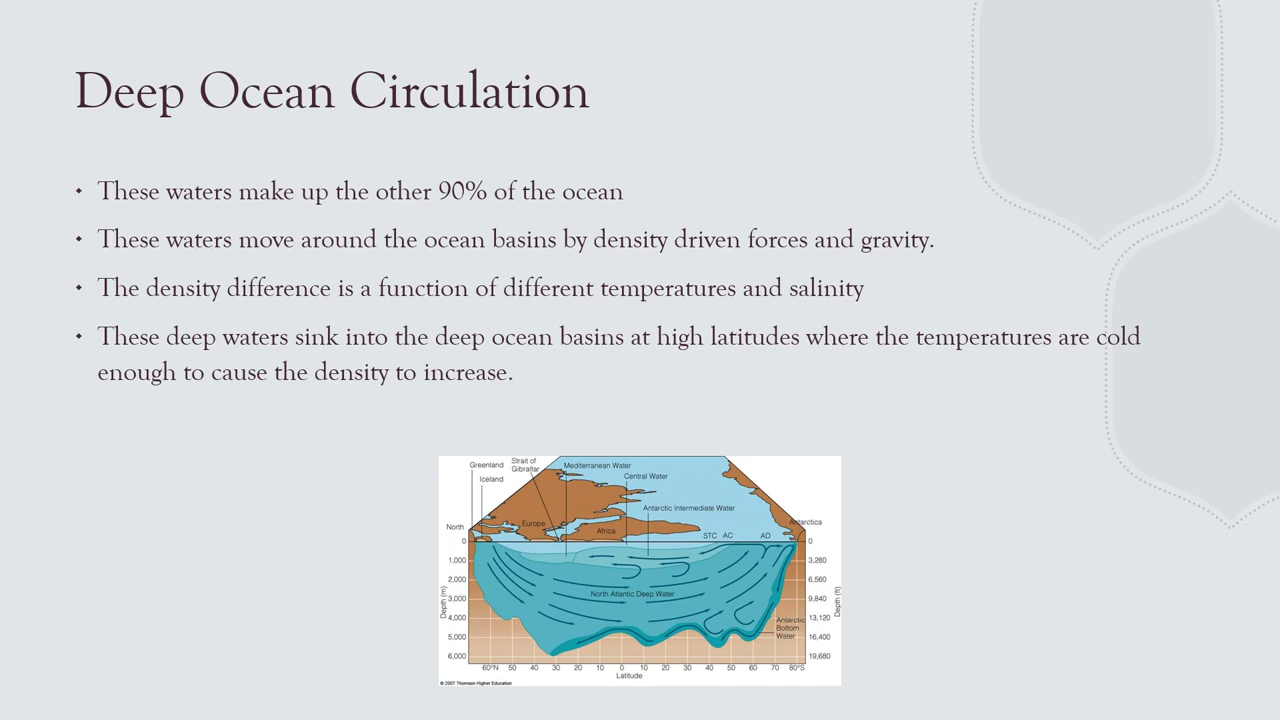 Deep Ocean Circulation
• These waters make up the other 90% of the ocean
• These waters move around the ocean basins by density driven forces and gravity.
• The density difference is a function of different temperatures and salinity
• These deep waters sink into the deep ocean basins at high latitudes where the temperatures are cold
enough to cause the density to increase.
Greenland
Strait of
Gibraltar
Mediterranean Water
Iceland
Central Water
Antarctic Intermediate Water
North
Europe
Africa
STC AC AD
Antarctica
0 0
1,000 3,280
2,000 6,560
3,000 9,840
4,000 13,120
5,000 16,400
6,000 19,680
Depth (m)
Depth (ft)
North Atlantic Deep Water
Antarctic
Bottom
Water
60°N 50 40 30 20 10 0 10 20 30 40 50 60 70 80°S
Latitude
© 2007 Thomson Higher Education